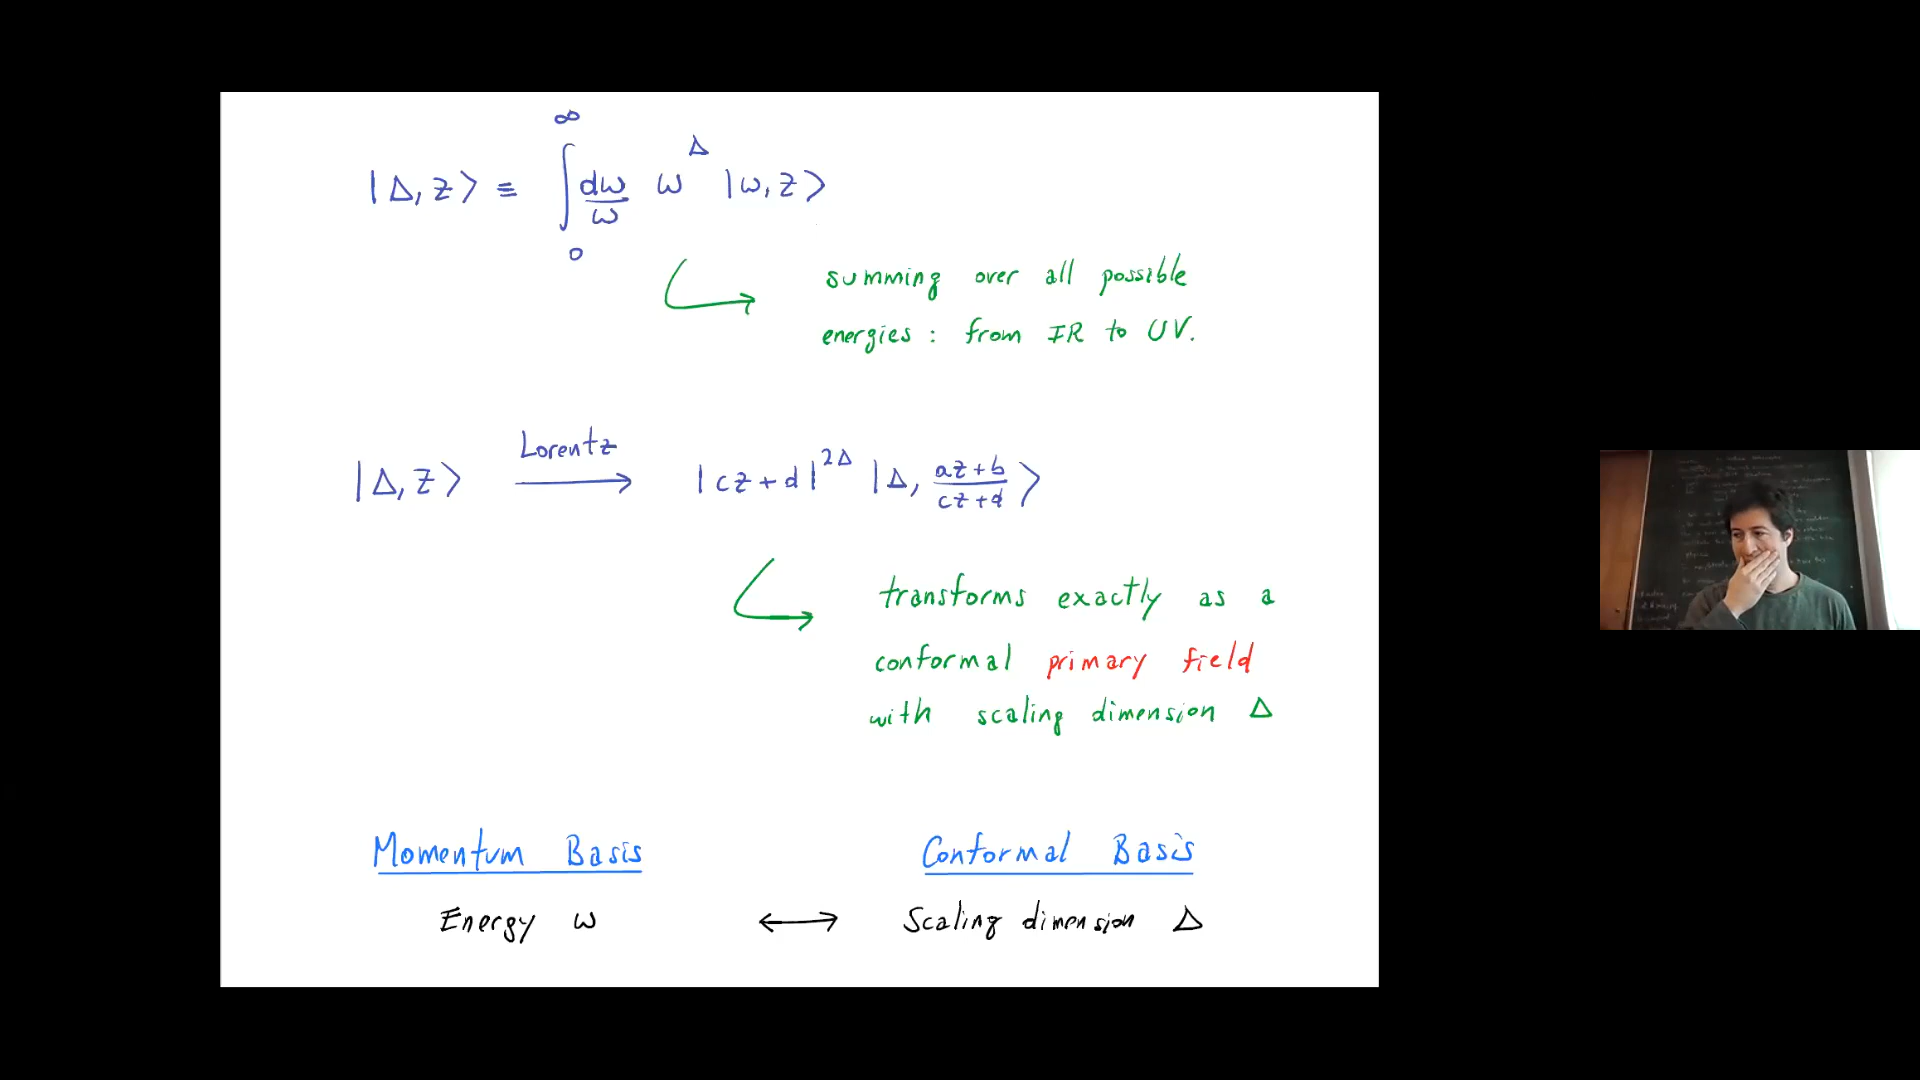 |Δ, z⟩ ≡ ∫₀^∞ dω/ω ω^Δ |ω, z⟩
summing over all possible
energies : from IR to UV.
|Δ, z⟩ Lorentz ⟶ |cz+d|^2Δ |Δ, az+b/cz+d⟩
transforms exactly as a
conformal primary field
with scaling dimension Δ
Momentum Basis Conformal Basis
Energy ω ⟷ Scaling dimension Δ